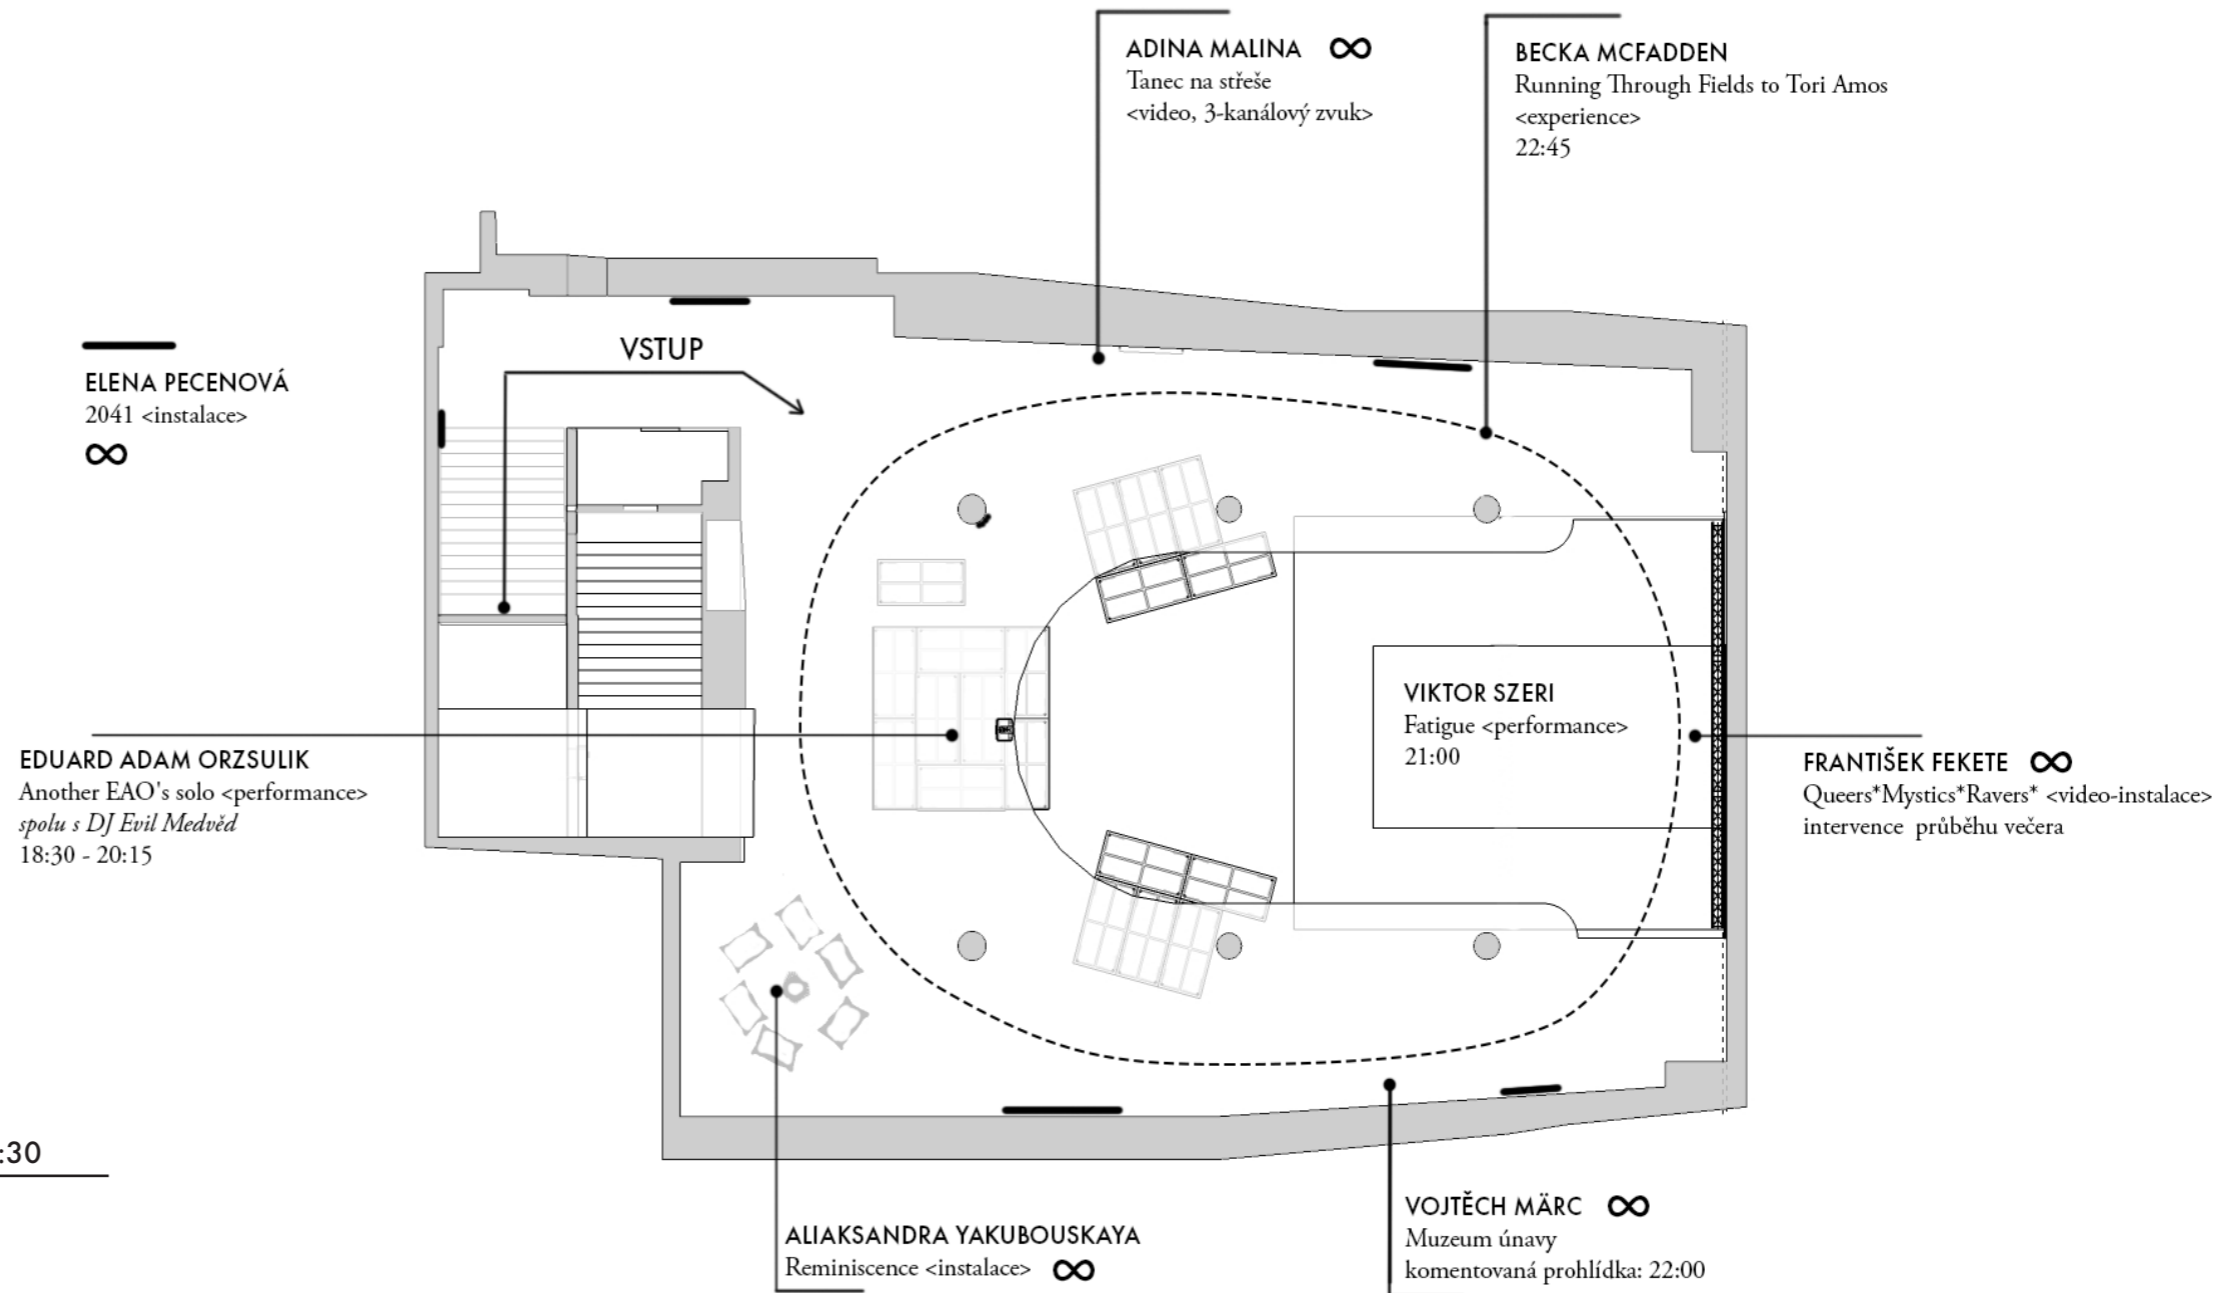 ADINA MALINA ∞
Tanec na střeše
<video, 3-kanálový zvuk>
BECKA MCFADDEN
Running Through Fields to Tori Amos
<experience>
22:45
VSTUP
ELENA PECENOVÁ
2041 <instalace>
∞
EDUARD ADAM ORZSULIK
Another EAO's solo <performance>
spolu s DJ Evil Medvěd
18:30 - 20:15
VIKTOR SZERI
Fatigue <performance>
21:00
FRANTIŠEK FEKETE ∞
Queers*Mystics*Ravers* <video-instalace>
intervence průběhu večera
:30
ALIAKSANDRA YAKUBOUSKAYA
Reminiscence <instalace> ∞
VOJTĚCH MÄRC ∞
Muzeum únavy
komentovaná prohlídka: 22:00